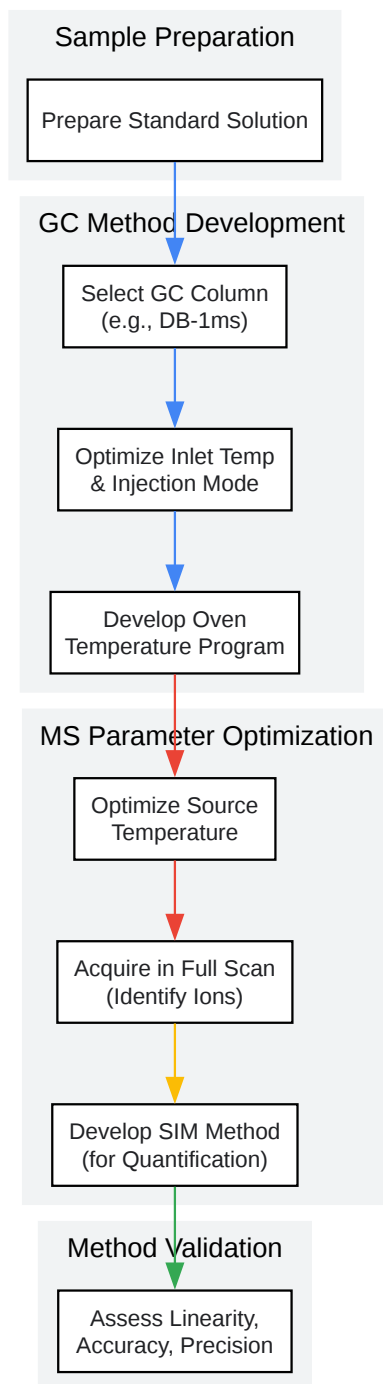 Sample Preparation
Prepare Standard Solution
GC Method Development
Select GC Column
(e.g., DB-1ms)
Optimize Inlet Temp
& Injection Mode
Develop Oven
Temperature Program
MS Parameter Optimization
Optimize Source
Temperature
Acquire in Full Scan
(Identify Ions)
Develop SIM Method
(for Quantification)
Method Validation
Assess Linearity,
Accuracy, Precision